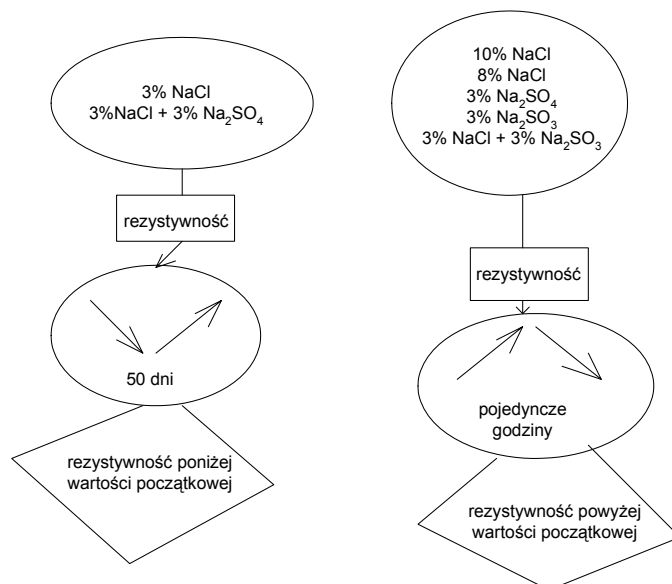 3% NaCl
3%NaCl + 3% Na₂SO₄
rezystywność
50 dni
rezystywność poniżej
wartości początkowej
10% NaCl
8% NaCl
3% Na₂SO₄
3% Na₂SO₃
3% NaCl + 3% Na₂SO₃
rezystywność
pojedyncze
godziny
rezystywność powyżej
wartości początkowej